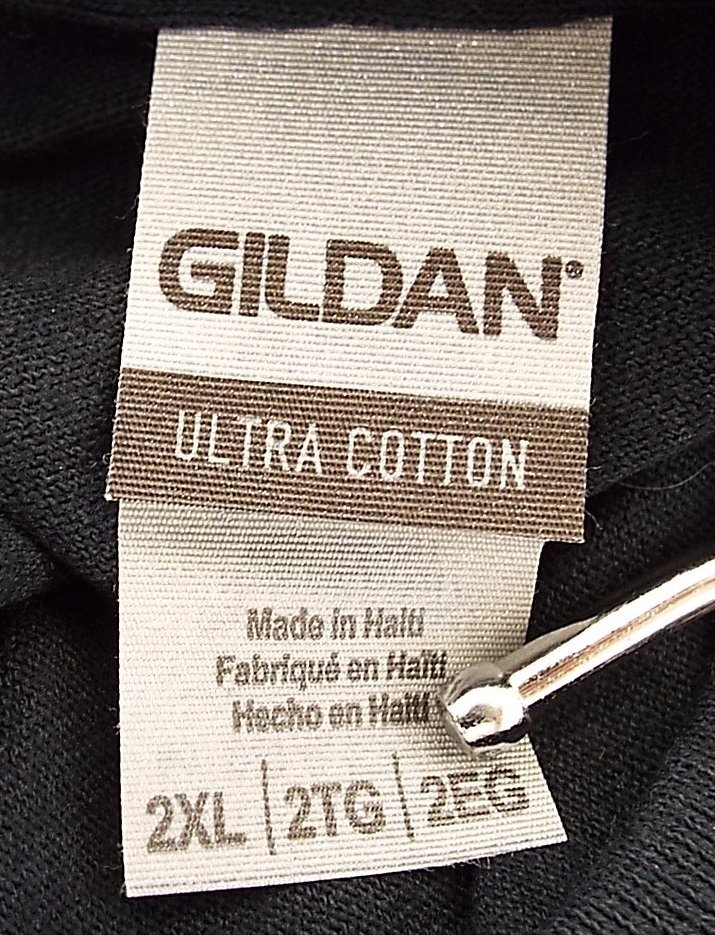 GILDAN®
ULTRA COTTON
Made in Haiti
Fabriqué en Haïti
Hecho en Haití
2XL | 2TG | 2EG